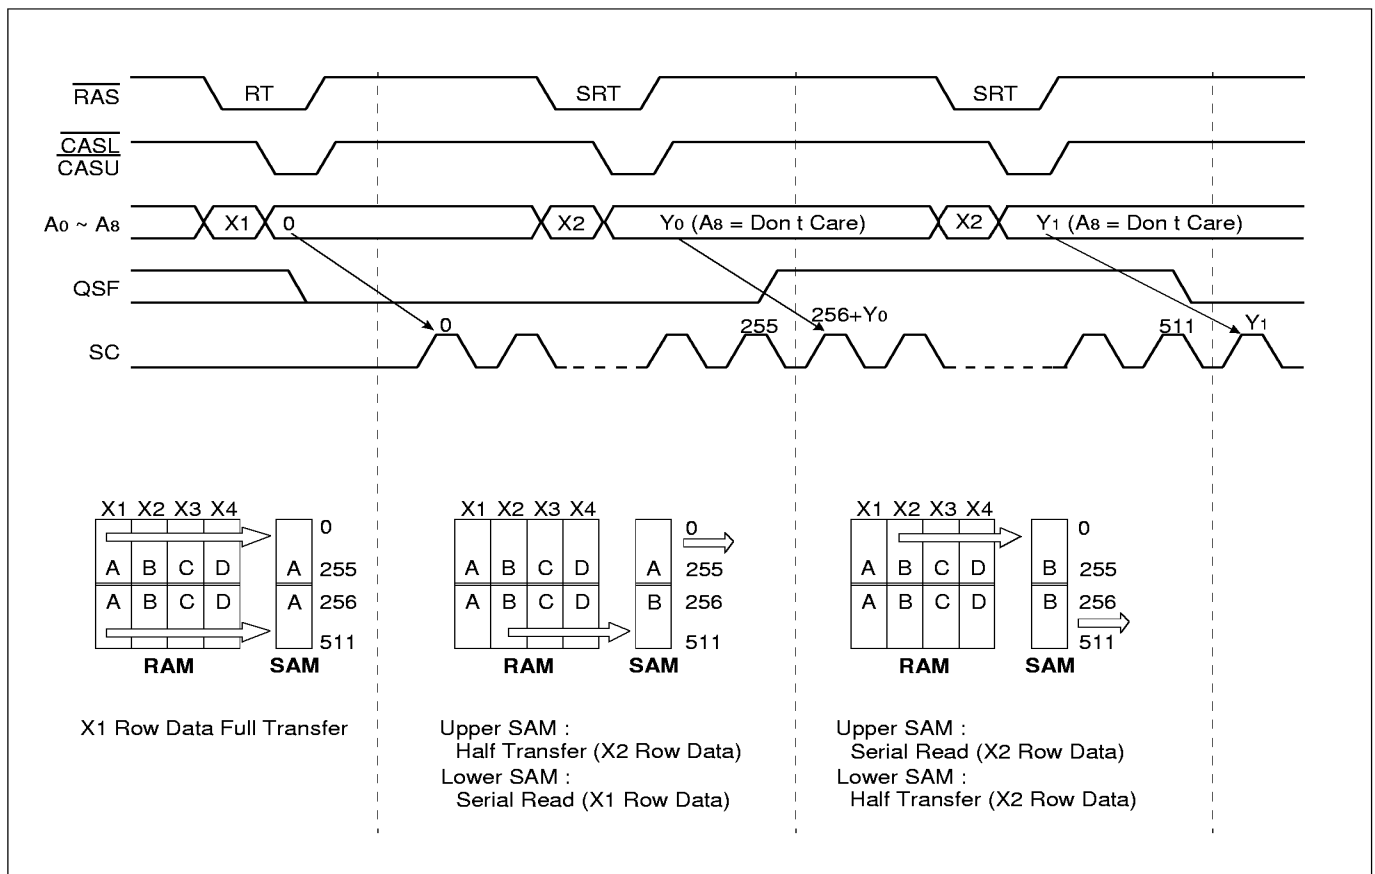 RAS RT SRT SRT
CASL
CASU
A0 ~ A8 X1 0 X2 Y0 (A8 = Don t Care) X2 Y1 (A8 = Don t Care)
QSF
SC 0 255 256+Y0 511 Y1
X1 X2 X3 X4 X1 X2 X3 X4 X1 X2 X3 X4
0 0 0
A B C D A 255 A B C D A 255 A B C D B 255
A B C D A 256 A B C D B 256 A B C D B 256
511 511 511
RAM SAM RAM SAM RAM SAM
X1 Row Data Full Transfer
Upper SAM :
Half Transfer (X2 Row Data)
Lower SAM :
Serial Read (X1 Row Data)
Upper SAM :
Serial Read (X2 Row Data)
Lower SAM :
Half Transfer (X2 Row Data)